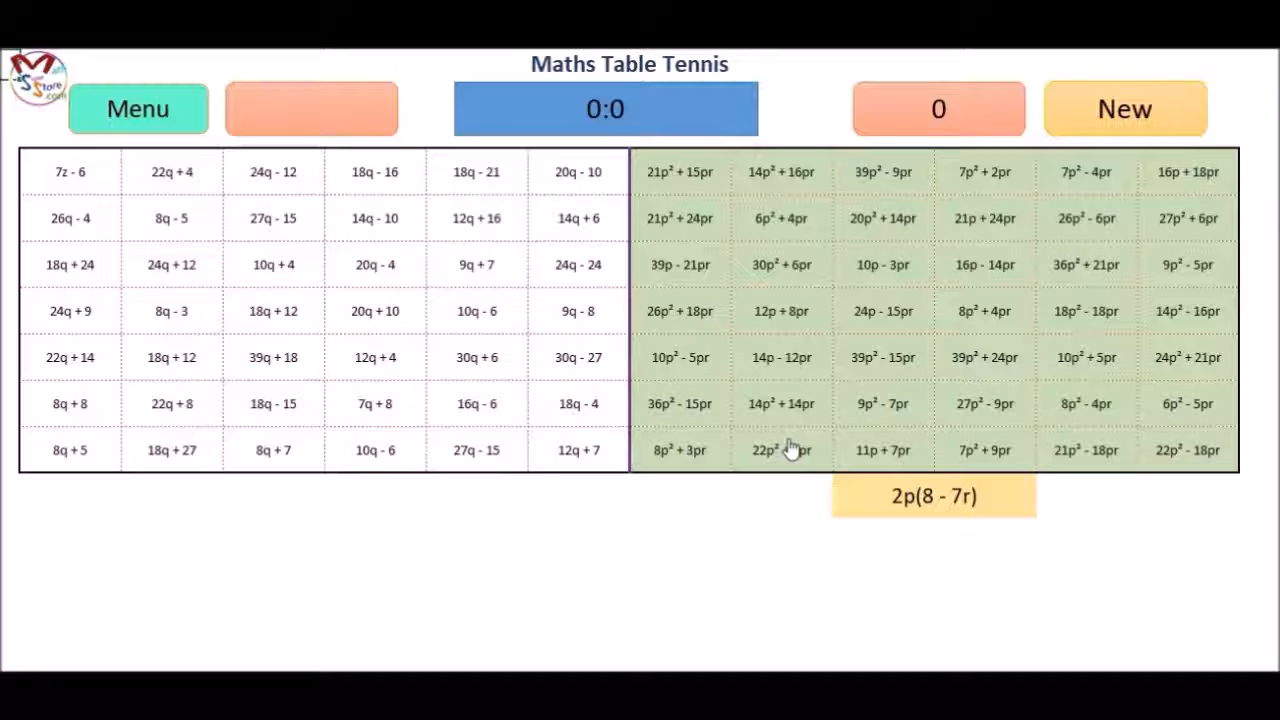 Maths Table Tennis
Math
SS
Store
.com
Menu
0:0
0
New
7z - 6 22q + 4 24q - 12 18q - 16 18q - 21 20q - 10 21p² + 15pr 14p² + 16pr 39p² - 9pr 7p² + 2pr 7p² - 4pr 16p + 18pr
26q - 4 8q - 5 27q - 15 14q - 10 12q + 16 14q + 6 21p² + 24pr 6p² + 4pr 20p² + 14pr 21p + 24pr 26p² - 6pr 27p² + 6pr
18q + 24 24q + 12 10q + 4 20q - 4 9q + 7 24q - 24 39p - 21pr 30p² + 6pr 10p - 3pr 16p - 14pr 36p² + 21pr 9p² - 5pr
24q + 9 8q - 3 18q + 12 20q + 10 10q - 6 9q - 8 26p² + 18pr 12p + 8pr 24p - 15pr 8p² + 4pr 18p² - 18pr 14p² - 16pr
22q + 14 18q + 12 39q + 18 12q + 4 30q + 6 30q - 27 10p² - 5pr 14p - 12pr 39p² - 15pr 39p² + 24pr 10p² + 5pr 24p² + 21pr
8q + 8 22q + 8 18q - 15 7q + 8 16q - 6 18q - 4 36p² - 15pr 14p² + 14pr 9p² - 7pr 27p² - 9pr 8p² - 4pr 6p² - 5pr
8q + 5 18q + 27 8q + 7 10q - 6 27q - 15 12q + 7 8p² + 3pr 22p² pr 11p + 7pr 7p² + 9pr 21p² - 18pr 22p² - 18pr
2p(8 - 7r)